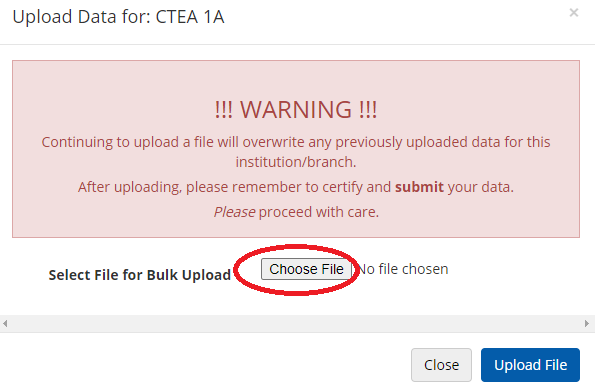 Upload Data for: CTEA 1A
×
!!! WARNING !!!
Continuing to upload a file will overwrite any previously uploaded data for this
institution/branch.
After uploading, please remember to certify and submit your data.
Please proceed with care.
Select File for Bulk Upload Choose File No file chosen
Close Upload File